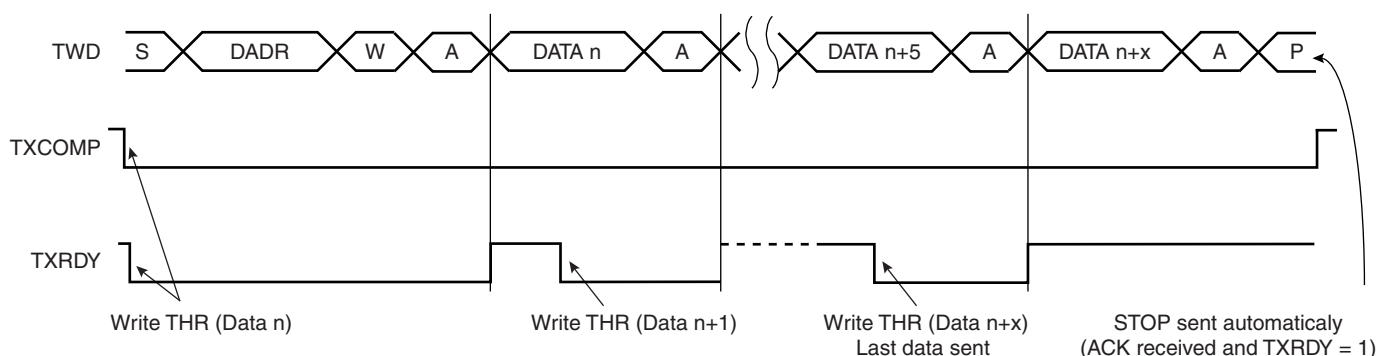 TWD S DADR W A DATA n A DATA n+5 A DATA n+x A P
TXCOMP
TXRDY
Write THR (Data n)
Write THR (Data n+1)
Write THR (Data n+x)
Last data sent
STOP sent automaticaly
(ACK received and TXRDY = 1)